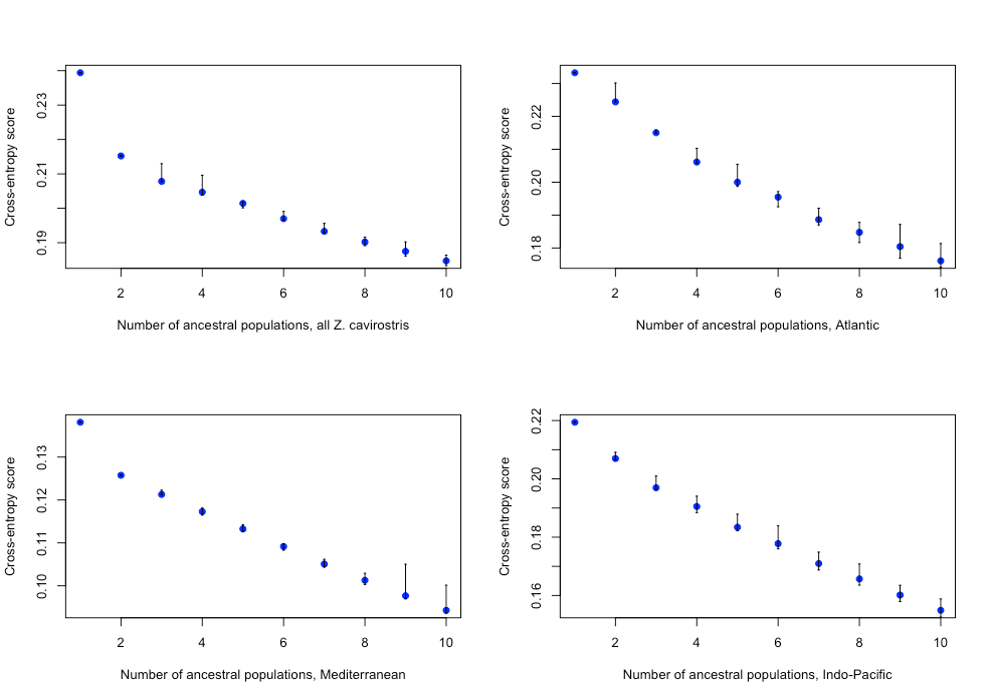 Cross-entropy score
0.23
0.21
0.19
2 4 6 8 10
Number of ancestral populations, all Z. cavirostris
Cross-entropy score
0.22
0.20
0.18
2 4 6 8 10
Number of ancestral populations, Atlantic
Cross-entropy score
0.13
0.12
0.11
0.10
2 4 6 8 10
Number of ancestral populations, Mediterranean
Cross-entropy score
0.22
0.20
0.18
0.16
2 4 6 8 10
Number of ancestral populations, Indo-Pacific